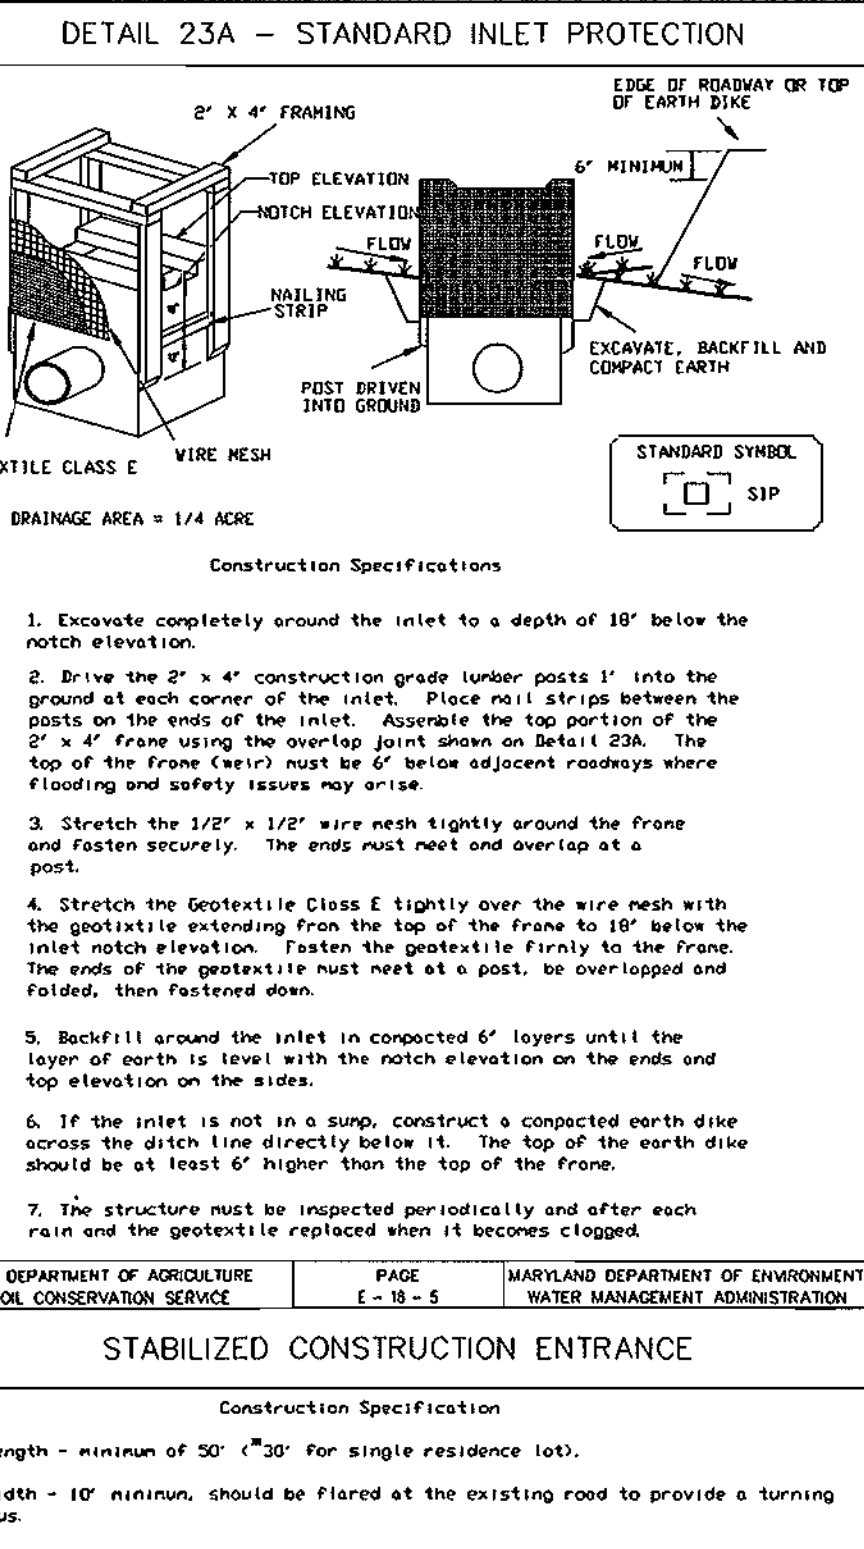 DETAIL 23A - STANDARD INLET PROTECTION
EDGE OF ROADWAY OR TOP
OF EARTH DIKE
2" X 4" FRAMING
6" MINIMUM
TOP ELEVATION
NOTCH ELEVATION
FLOW
FLOW
FLOW
NAILING
STRIP
EXCAVATE, BACKFILL AND
COMPACT EARTH
POST DRIVEN
INTO GROUND
WIRE MESH
XTILE CLASS E
STANDARD SYMBOL
SIP
DRAINAGE AREA = 1/4 ACRE
Construction Specifications
1. Excavate completely around the inlet to a depth of 18" below the
notch elevation.
2. Drive the 2" x 4" construction grade lumber posts 1' into the
ground at each corner of the inlet. Place nail strips between the
posts on the ends of the inlet. Assemble the top portion of the
2" x 4" frame using the overlap joint shown on Detail 23A. The
top of the frame (weir) must be 6" below adjacent roadways where
flooding and safety issues may arise.
3. Stretch the 1/2" x 1/2" wire mesh tightly around the frame
and fasten securely. The ends must meet and overlap at a
post.
4. Stretch the Geotextile Class E tightly over the wire mesh with
the geotixtile extending from the top of the frame to 18" below the
inlet notch elevation. Fasten the geotextile firmly to the frame.
The ends of the geotextile must meet at a post, be overlapped and
folded, then fastened down.
5. Backfill around the inlet in compacted 6" layers until the
layer of earth is level with the notch elevation on the ends and
top elevation on the sides.
6. If the inlet is not in a sump, construct a compacted earth dike
across the ditch line directly below it. The top of the earth dike
should be at least 6" higher than the top of the frame.
7. The structure must be inspected periodically and after each
rain and the geotextile replaced when it becomes clogged.
DEPARTMENT OF AGRICULTURE
OIL CONSERVATION SERVICE
PAGE
E - 18 - 5
MARYLAND DEPARTMENT OF ENVIRONMENT
WATER MANAGEMENT ADMINISTRATION
STABILIZED CONSTRUCTION ENTRANCE
Construction Specification
ength - minimum of 50' (*30' for single residence lot).
idth - 10' minimum, should be flared at the existing road to provide a turning
us.